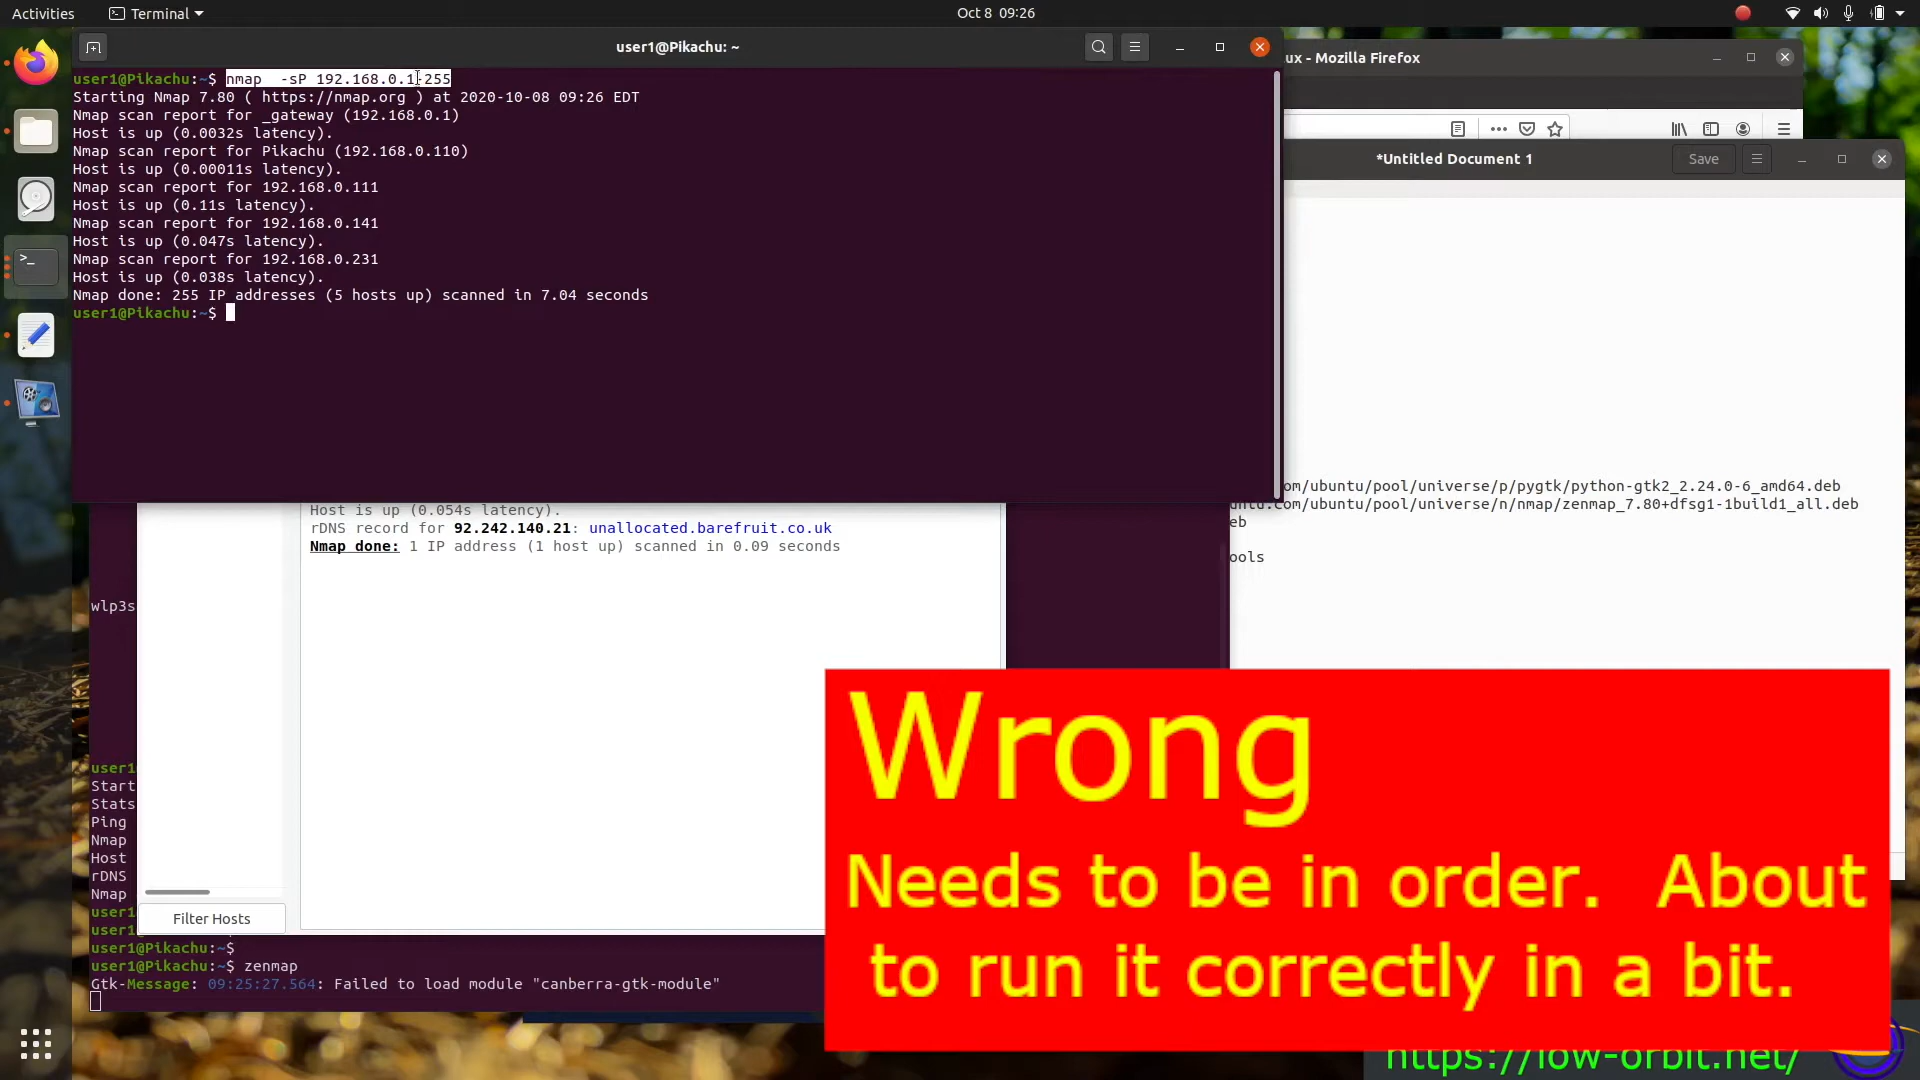 Activities
Terminal
Oct 8 09:26
user1@Pikachu: ~
ux - Mozilla Firefox
user1@Pikachu:~$ nmap  -sP 192.168.0.1-255
Starting Nmap 7.80 ( https://nmap.org ) at 2020-10-08 09:26 EDT
Nmap scan report for _gateway (192.168.0.1)
Host is up (0.0032s latency).
Nmap scan report for Pikachu (192.168.0.110)
Host is up (0.00011s latency).
Nmap scan report for 192.168.0.111
Host is up (0.11s latency).
Nmap scan report for 192.168.0.141
Host is up (0.047s latency).
Nmap scan report for 192.168.0.231
Host is up (0.038s latency).
Nmap done: 255 IP addresses (5 hosts up) scanned in 7.04 seconds
user1@Pikachu:~$
*Untitled Document 1
Save
om/ubuntu/pool/universe/p/pygtk/python-gtk2_2.24.0-6_amd64.deb
untu.com/ubuntu/pool/universe/n/nmap/zenmap_7.80+dfsg1-1build1_all.deb
eb
ools
Host is up (0.054s latency).
rDNS record for 92.242.140.21: unallocated.barefruit.co.uk
Nmap done: 1 IP address (1 host up) scanned in 0.09 seconds
Filter Hosts
wlp3s
user1
Start
Stats
Ping
Nmap
Host
rDNS
Nmap
user1
user1
user1@Pikachu:~$
user1@Pikachu:~$ zenmap
Gtk-Message: 09:25:27.564: Failed to load module "canberra-gtk-module"
Wrong
Needs to be in order.  About
to run it correctly in a bit.
https://low-orbit.net/